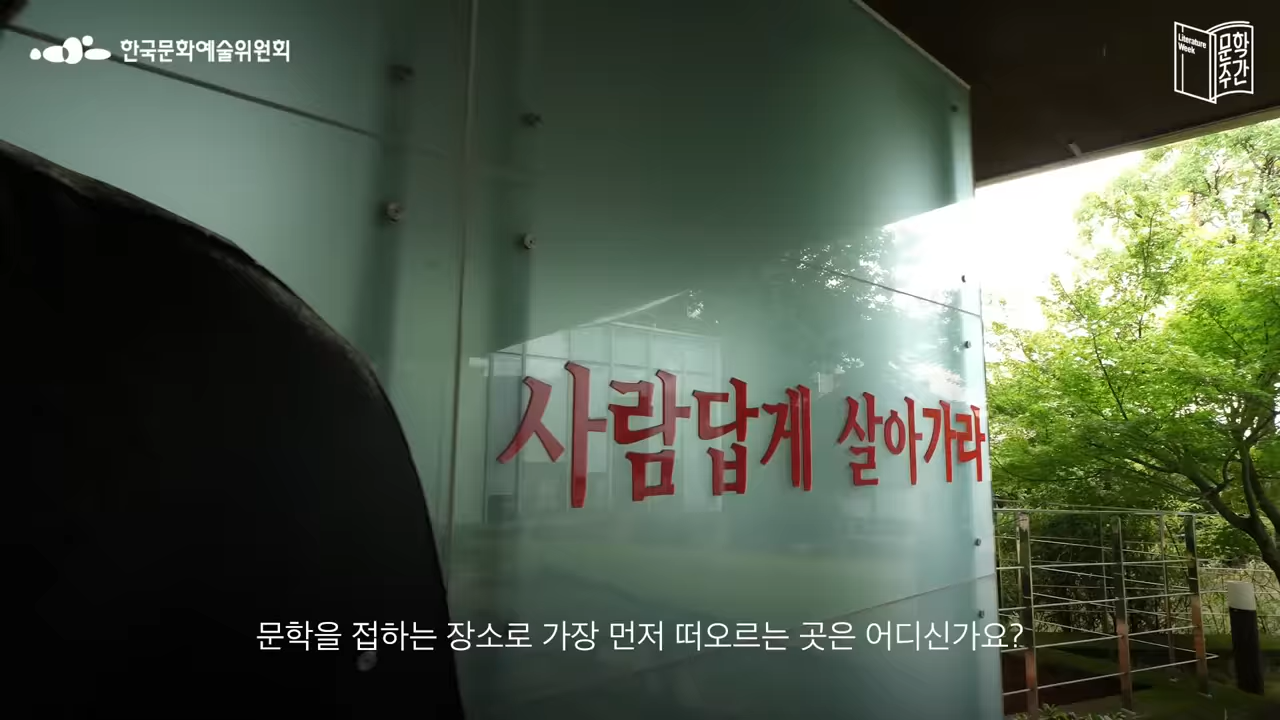 한국문화예술위원회
Literature
Week
문학
주간
사람답게 살아가라
문학을 접하는 장소로 가장 먼저 떠오르는 곳은 어디신가요?